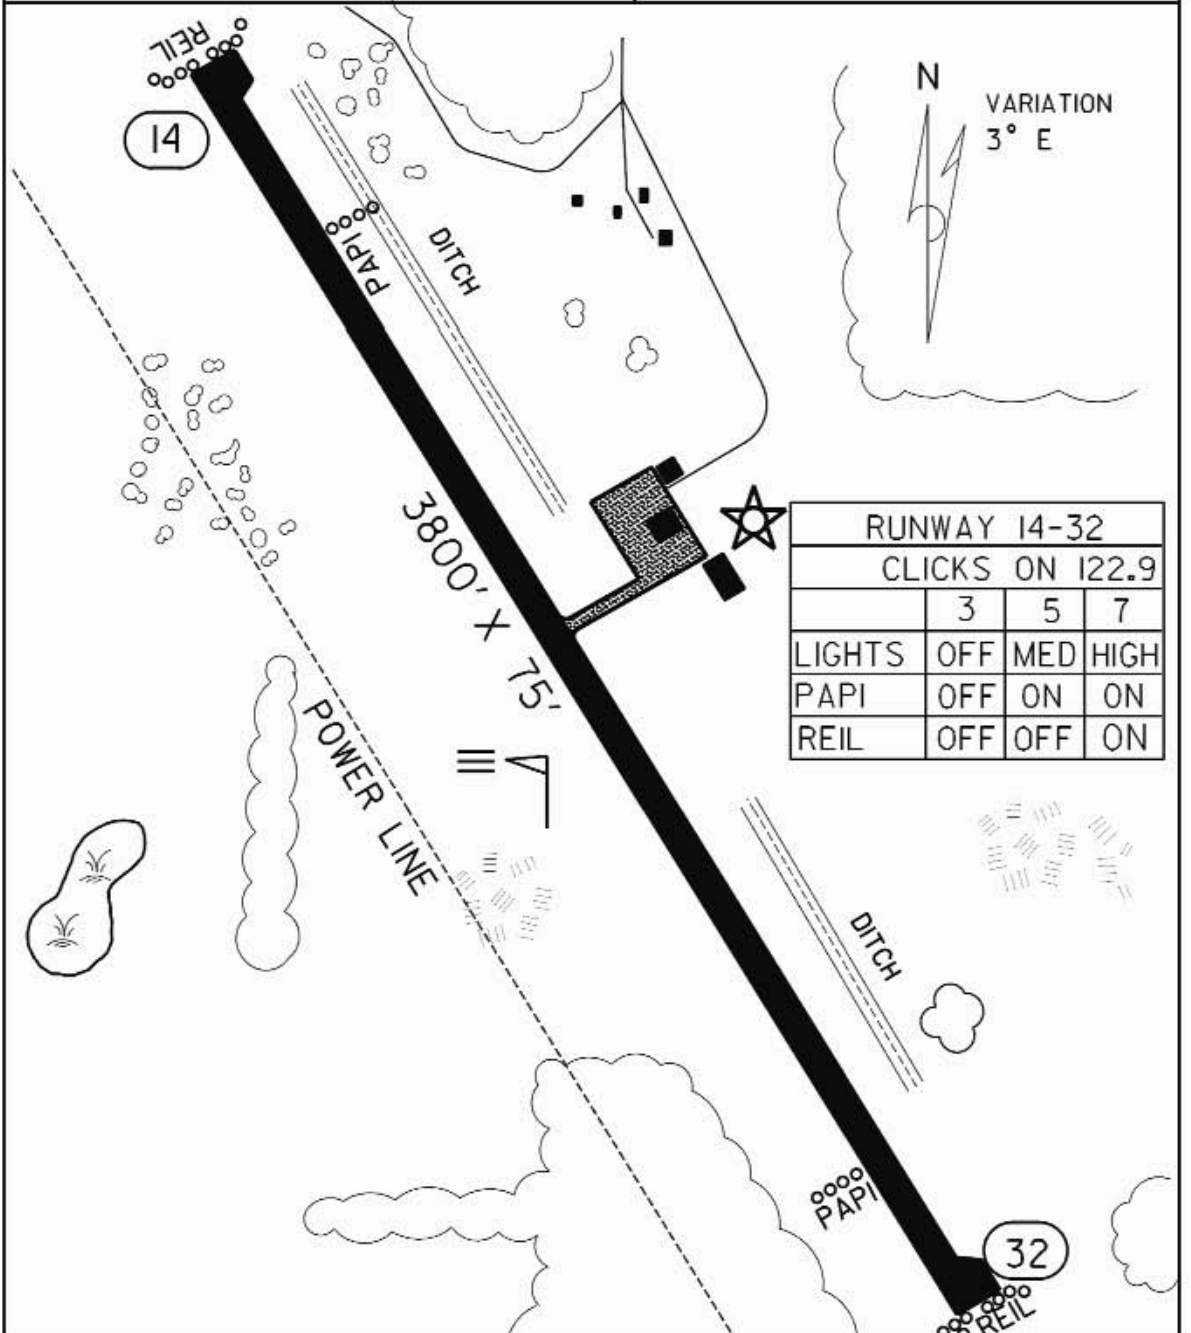 REIL
14
N
VARIATION
3° E
PAPI
DITCH
3800' X 75'
RUNWAY 14-32
CLICKS ON 122.9
3 5 7
LIGHTS OFF MED HIGH
PAPI OFF ON ON
REIL OFF OFF ON
POWER LINE
DITCH
PAPI
32
REIL